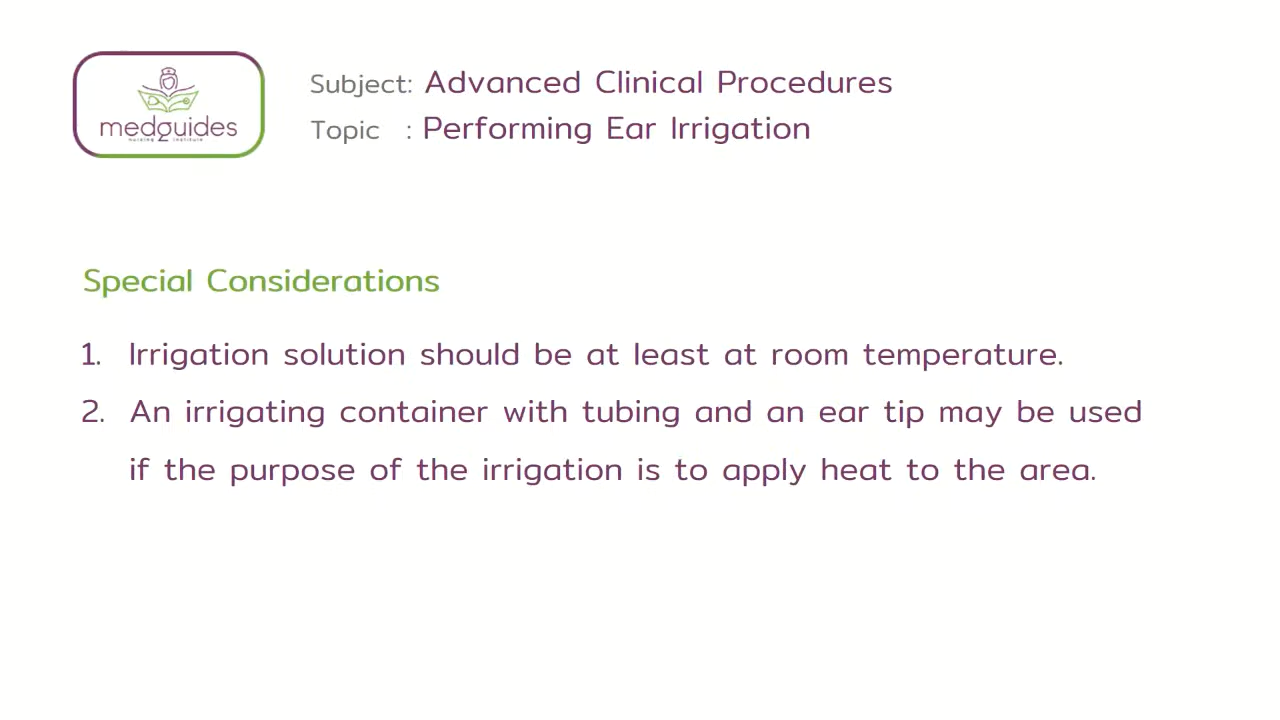 medguides
nursing institute
Subject: Advanced Clinical Procedures
Topic : Performing Ear Irrigation
Special Considerations
1. Irrigation solution should be at least at room temperature.
2. An irrigating container with tubing and an ear tip may be used
if the purpose of the irrigation is to apply heat to the area.